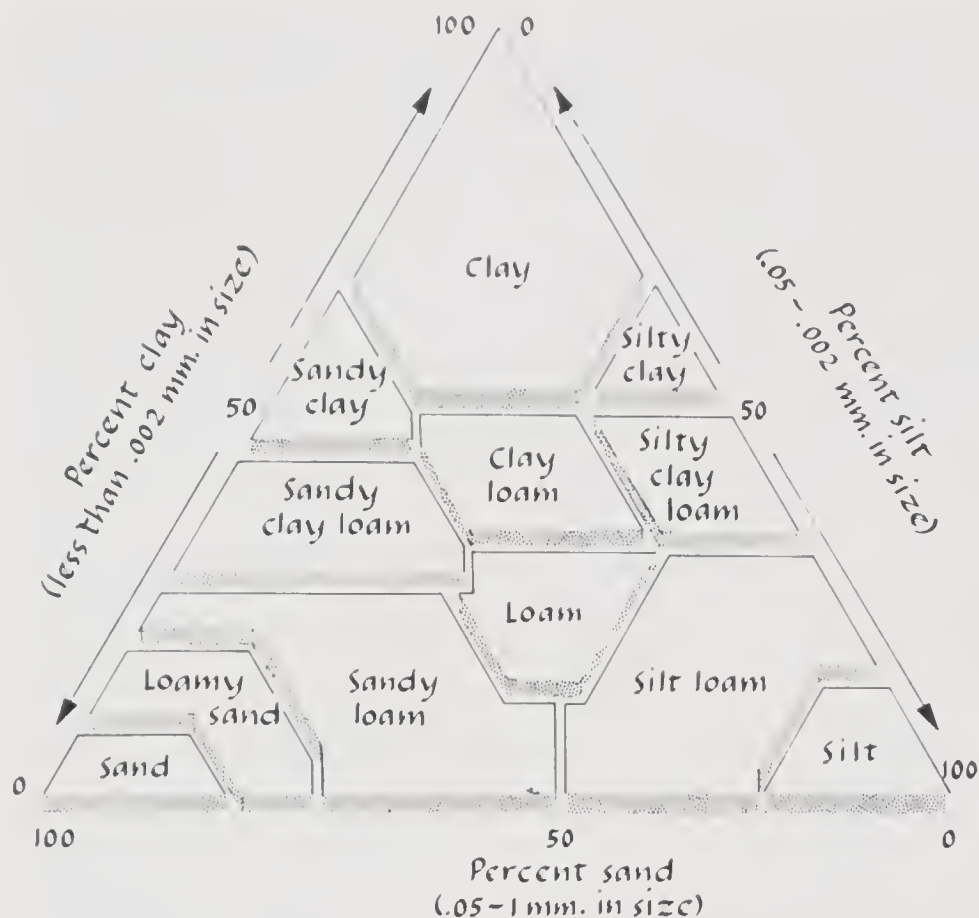 100 0
Clay
Percent clay
(less than .002 mm. in size)
Percent silt
(.05 - .002 mm. in size)
Sandy
clay
Silty
clay
50
50
Clay
loam
Silty
clay
loam
Sandy
clay loam
Loam
Loamy
sand
Sandy
loam
Silt loam
Sand
Silt
0
100
100
50
0
Percent sand
(.05 - 1 mm. in size)